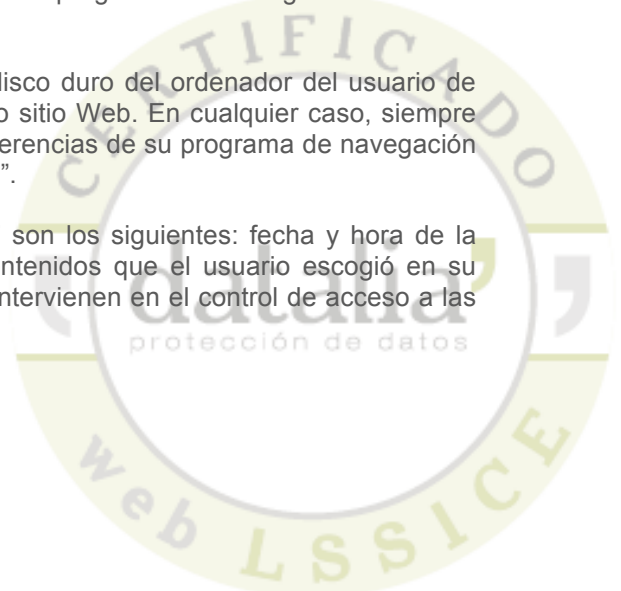 CERTIFICADO
disco duro del ordenador del usuario de
sitio Web. En cualquier caso, siempre
erencias de su programa de navegación
”.
son los siguientes: fecha y hora de la
ntenidos que el usuario escogió en su
ntervienen en el control de acceso a las
datalia
protección de datos
web LSSICE